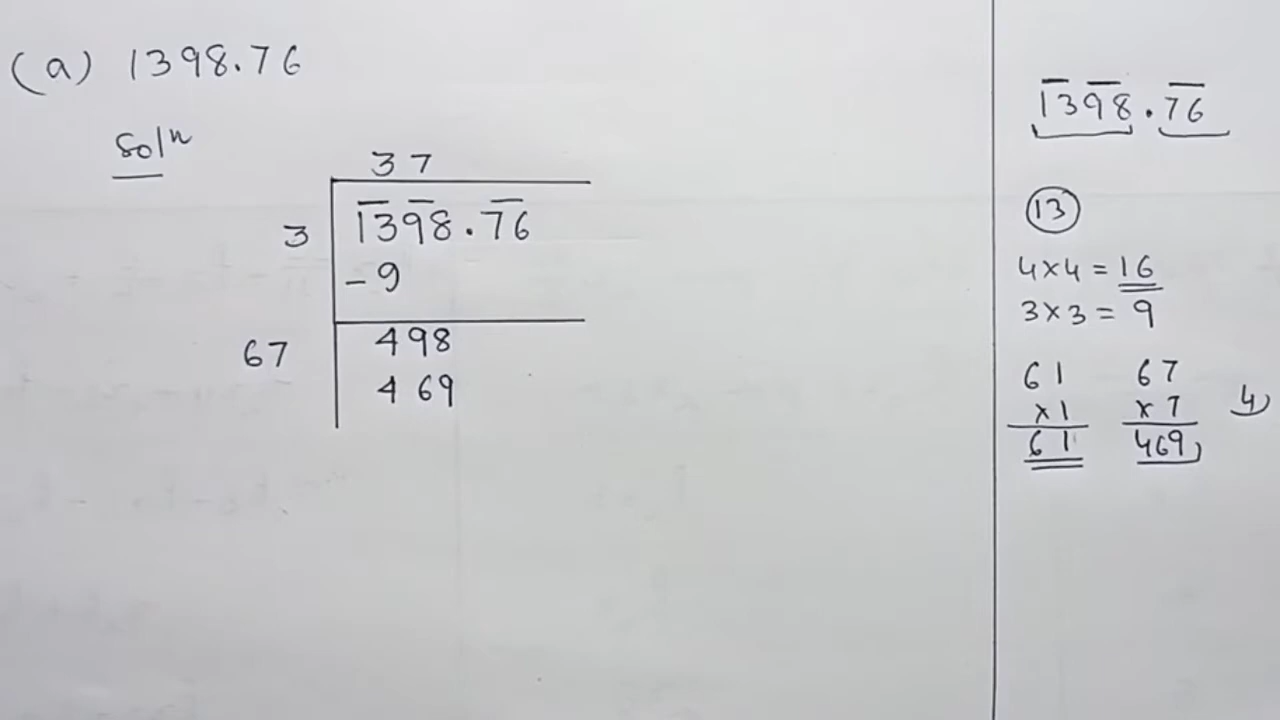 (a) 1398.76
Soln
37
3 1398.76
-9
67 498
469
1398.76
13
4×4 = 16
3×3 = 9
61 67
×1 ×7
61 469
4